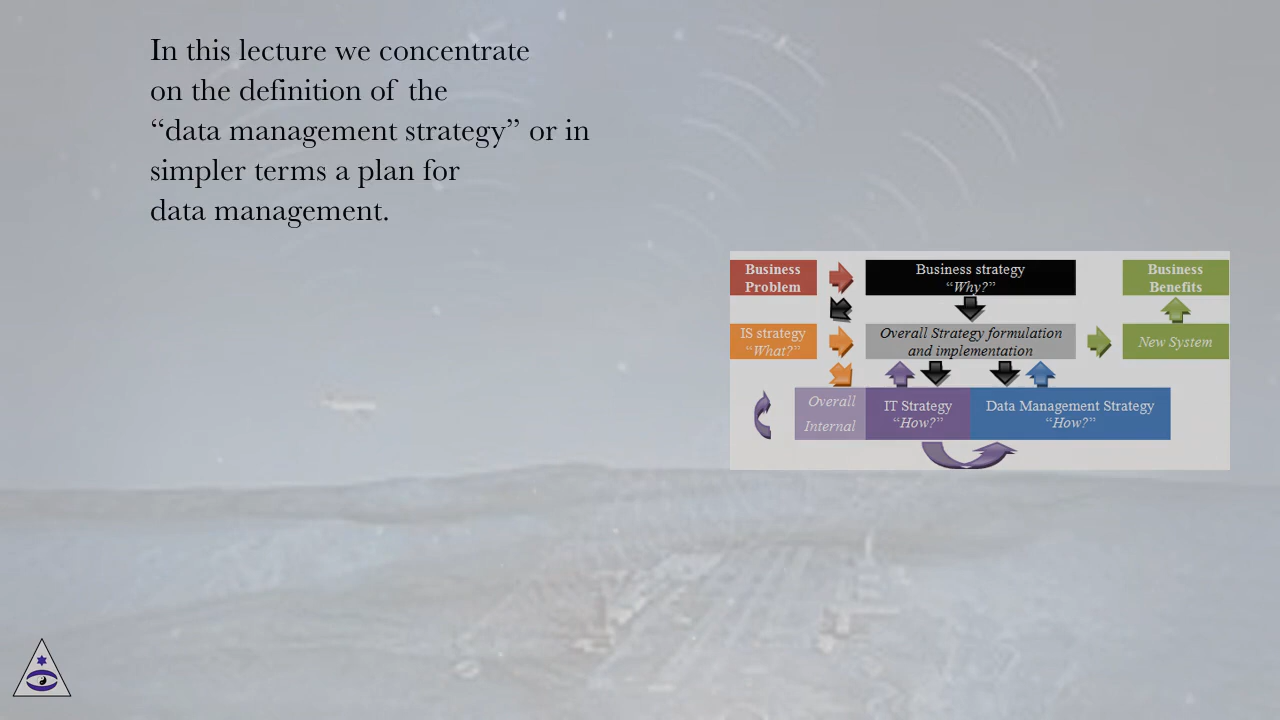 In this lecture we concentrate
on the definition of the
“data management strategy” or in
simpler terms a plan for
data management.
Business
Problem
Business strategy
“Why?”
Business
Benefits
IS strategy
“What?”
Overall Strategy formulation
and implementation
New System
Overall
Internal
IT Strategy
“How?”
Data Management Strategy
“How?”